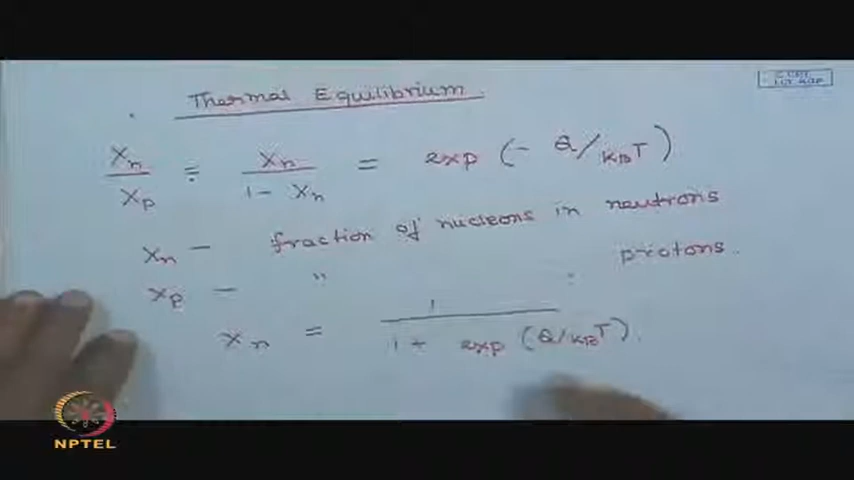 Thermal Equilibrium
Xn/Xp = Xn/(1 - Xn) = exp (- Q/KBT)
Xn - fraction of nucleons in neutrons
Xp - " protons.
Xn = 1/(1 + exp (Q/KBT)).
NPTEL